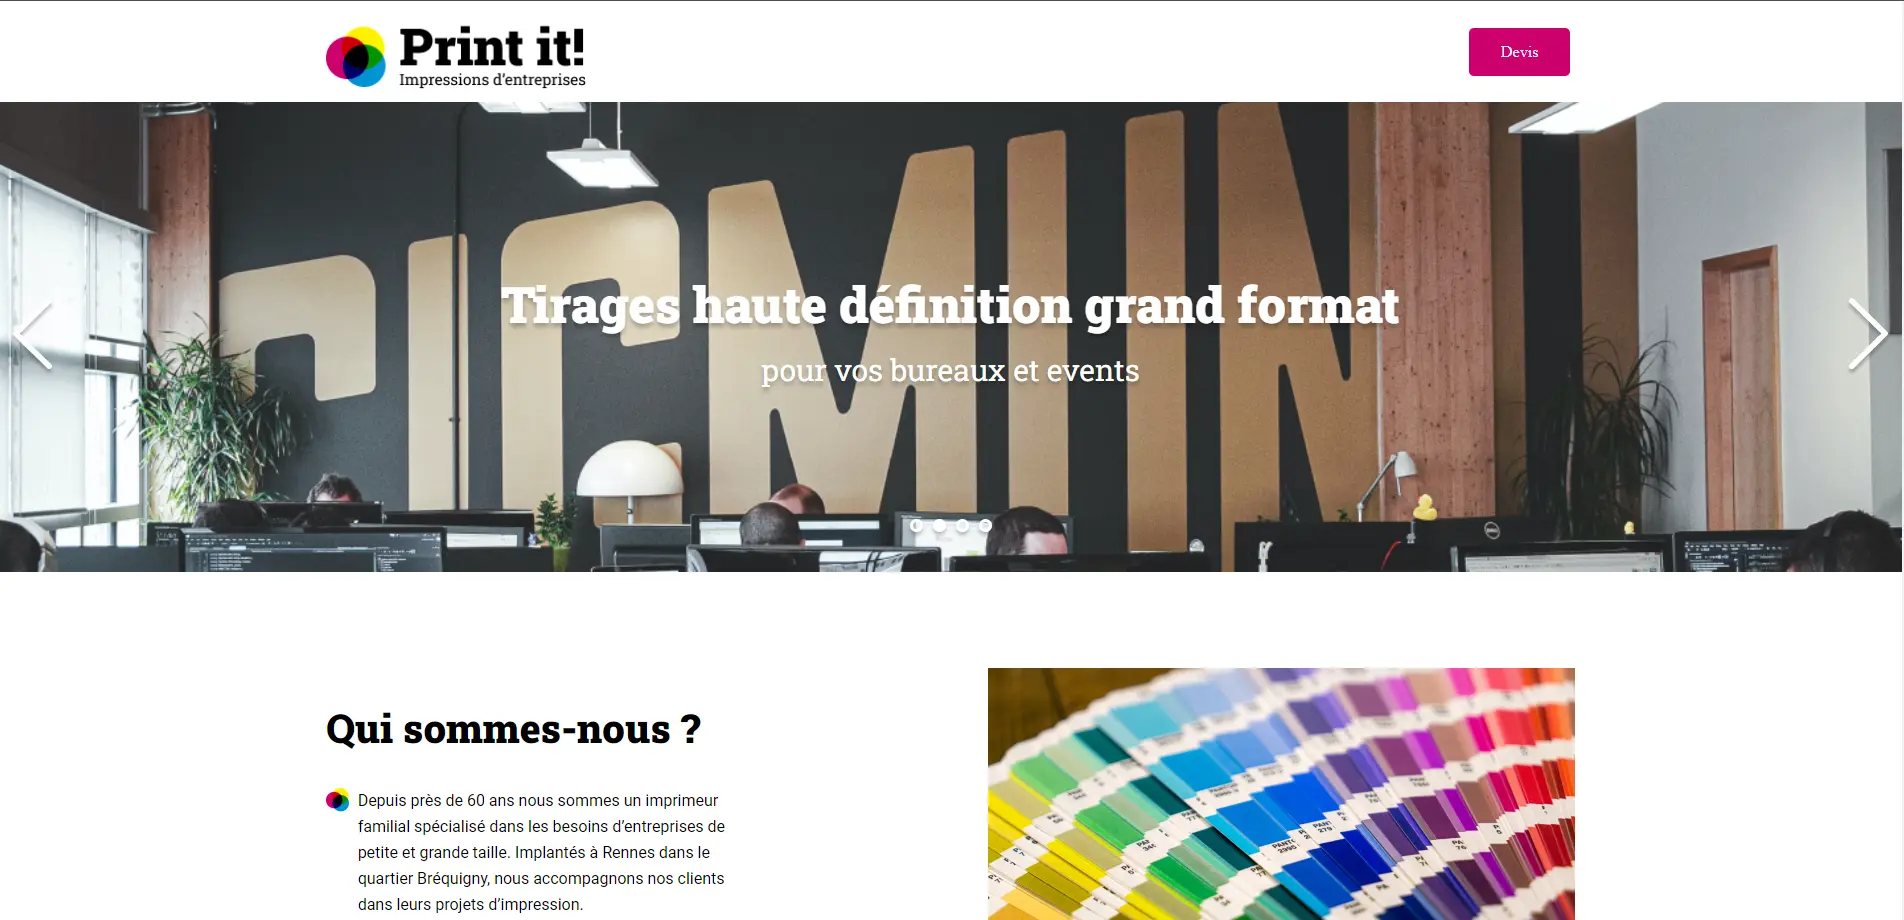 Print it!
Impressions d'entreprises
Devis
Tirages haute définition grand format
pour vos bureaux et events
Qui sommes-nous ?
Depuis près de 60 ans nous sommes un imprimeur
familial spécialisé dans les besoins d’entreprises de
petite et grande taille. Implantés à Rennes dans le
quartier Bréquigny, nous accompagnons nos clients
dans leurs projets d’impression.